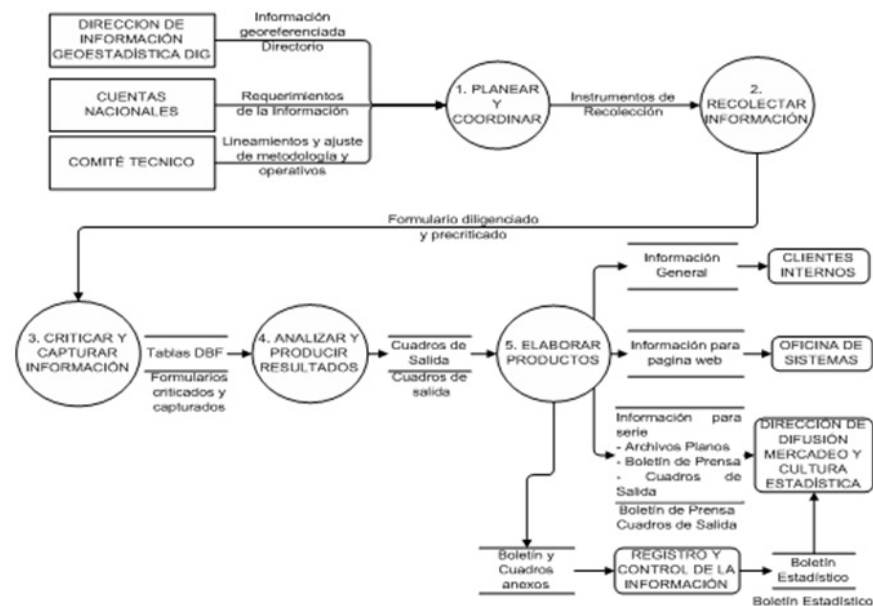 DIRECCION DE
INFORMACIÓN
GEOESTADÍSTICA DIG
Información
georeferenciada
Directorio
CUENTAS
NACIONALES
Requerimientos
de la Información
COMITÉ TECNICO
Lineamientos y ajuste
de metodología y
operativos
1. PLANEAR
Y
COORDINAR
Instrumentos de
Recolección
2.
RECOLECTAR
INFORMACIÓN
Formulario diligenciado
y precriticado
3. CRITICAR Y
CAPTURAR
INFORMACIÓN
Tablas DBF
Formularios
criticados y
capturados
4. ANALIZAR Y
PRODUCIR
RESULTADOS
Cuadros de
Salida
Cuadros de
salida
5. ELABORAR
PRODUCTOS
Información
General
CLIENTES
INTERNOS
Información para
pagina web
OFICINA DE
SISTEMAS
Información para
serie
- Archivos Planos
- Boletín de Prensa
- Cuadros de
Salida
Boletín de Prensa
Cuadros de Salida
DIRECCIÓN DE
DIFUSIÓN
MERCADEO Y
CULTURA
ESTADÍSTICA
Boletín y
Cuadros
anexos
REGISTRO Y
CONTROL DE LA
INFORMACIÓN
Boletín
Estadístico
Boletín Estadístico